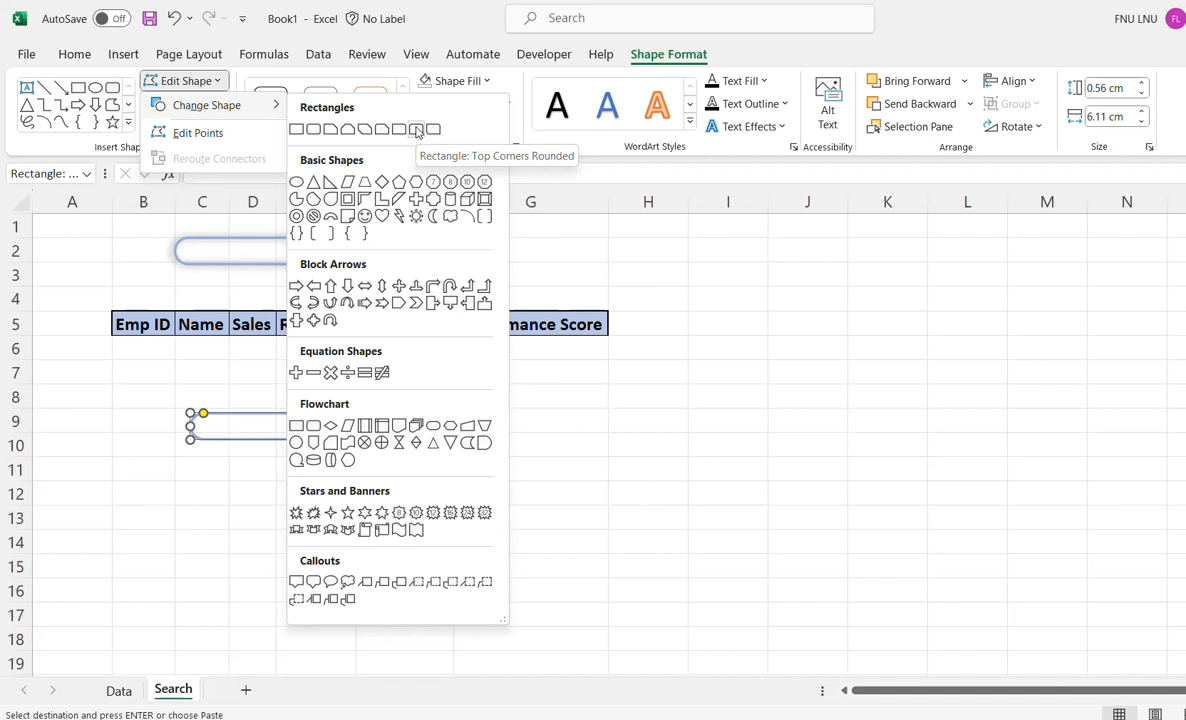 AutoSave Off Book1 - Excel No Label Search FNU LNU FL
File Home Insert Page Layout Formulas Data Review View Automate Developer Help Shape Format
Edit Shape
Change Shape
Edit Points
Reroute Connectors
Insert Shap
Shape Fill
A A A
Text Fill
Text Outline
Text Effects
WordArt Styles
Alt
Text
Accessibility
Bring Forward
Send Backward
Selection Pane
Align
Group
Rotate
Arrange
0.56 cm
6.11 cm
Size
Rectangle: ... fx
Rectangles
Rectangle: Top Corners Rounded
Basic Shapes
Block Arrows
Equation Shapes
Flowchart
Stars and Banners
Callouts
A B C D G H I J K L M N
1
2
3
4
5 Emp ID Name Sales R mance Score
6
7
8
9
10
11
12
13
14
15
16
17
18
19
Data Search
Select destination and press ENTER or choose Paste